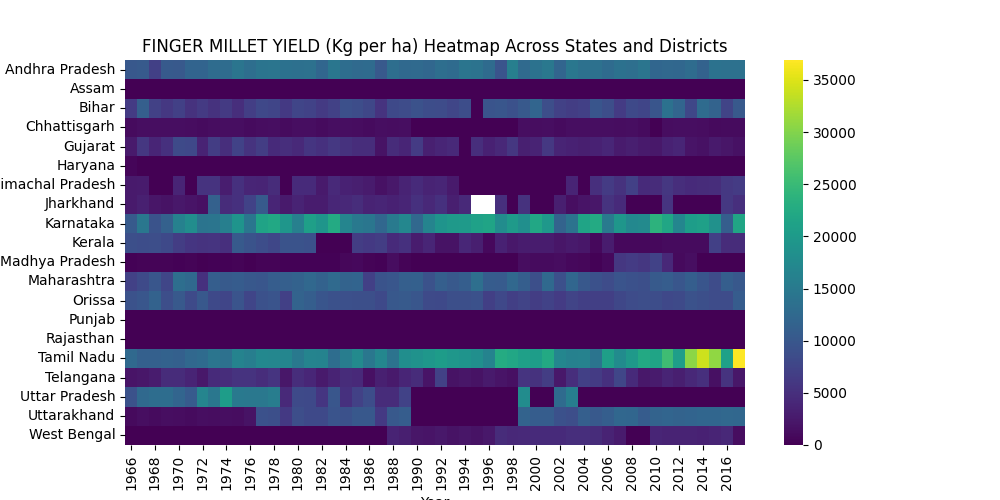 FINGER MILLET YIELD (Kg per ha) Heatmap Across States and Districts
Andhra Pradesh
Assam
Bihar
Chhattisgarh
Gujarat
Haryana
imachal Pradesh
Jharkhand
Karnataka
Kerala
Madhya Pradesh
Maharashtra
Orissa
Punjab
Rajasthan
Tamil Nadu
Telangana
Uttar Pradesh
Uttarakhand
West Bengal
1966 1968 1970 1972 1974 1976 1978 1980 1982 1984 1986 1988 1990 1992 1994 1996 1998 2000 2002 2004 2006 2008 2010 2012 2014 2016
Year
35000
30000
25000
20000
15000
10000
5000
0